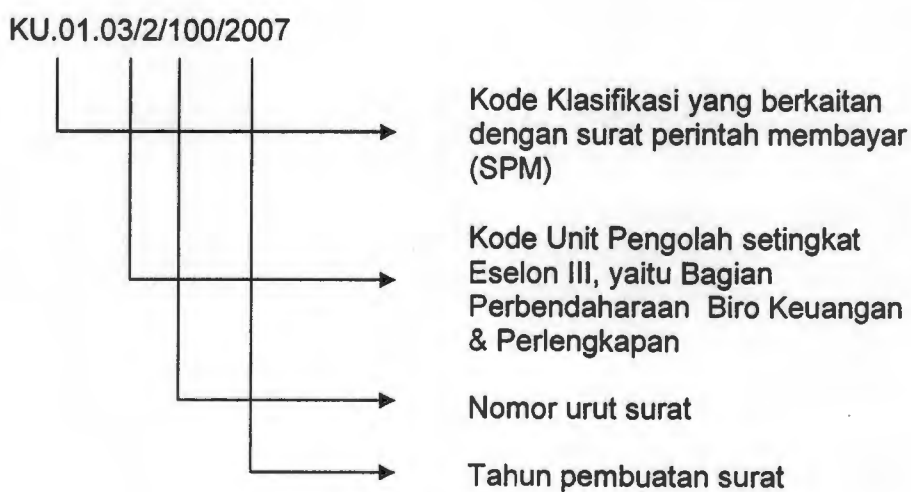 KU.01.03/2/100/2007
Kode Klasifikasi yang berkaitan
dengan surat perintah membayar
(SPM)
Kode Unit Pengolah setingkat
Eselon III, yaitu Bagian
Perbendaharaan Biro Keuangan
& Perlengkapan
Nomor urut surat
Tahun pembuatan surat